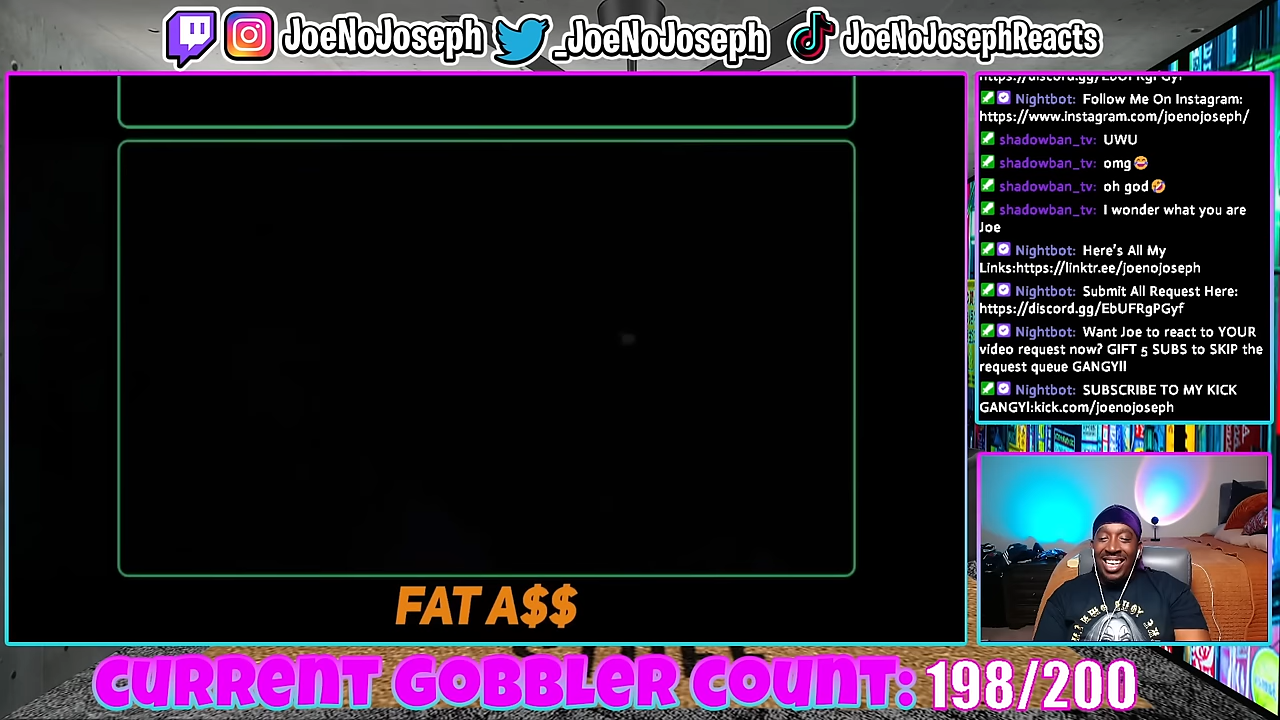 JoeNoJoseph
_JoeNoJoseph
JoeNoJosephReacts
https://discord.gg/EbUFRgPGyf
Nightbot: Follow Me On Instagram:
https://www.instagram.com/joenojoseph/
shadowban_tv: UWU
shadowban_tv: omg😂
shadowban_tv: oh god🤣
shadowban_tv: I wonder what you are
Joe
Nightbot: Here's All My
Links:https://linktr.ee/joenojoseph
Nightbot: Submit All Request Here:
https://discord.gg/EbUFRgPGyf
Nightbot: Want Joe to react to YOUR
video request now? GIFT 5 SUBS to SKIP the
request queue GANGY!!
Nightbot: SUBSCRIBE TO MY KICK
GANGY!:kick.com/joenojoseph
FAT A$$
CURRENT GOBBLER COUNT: 198/200